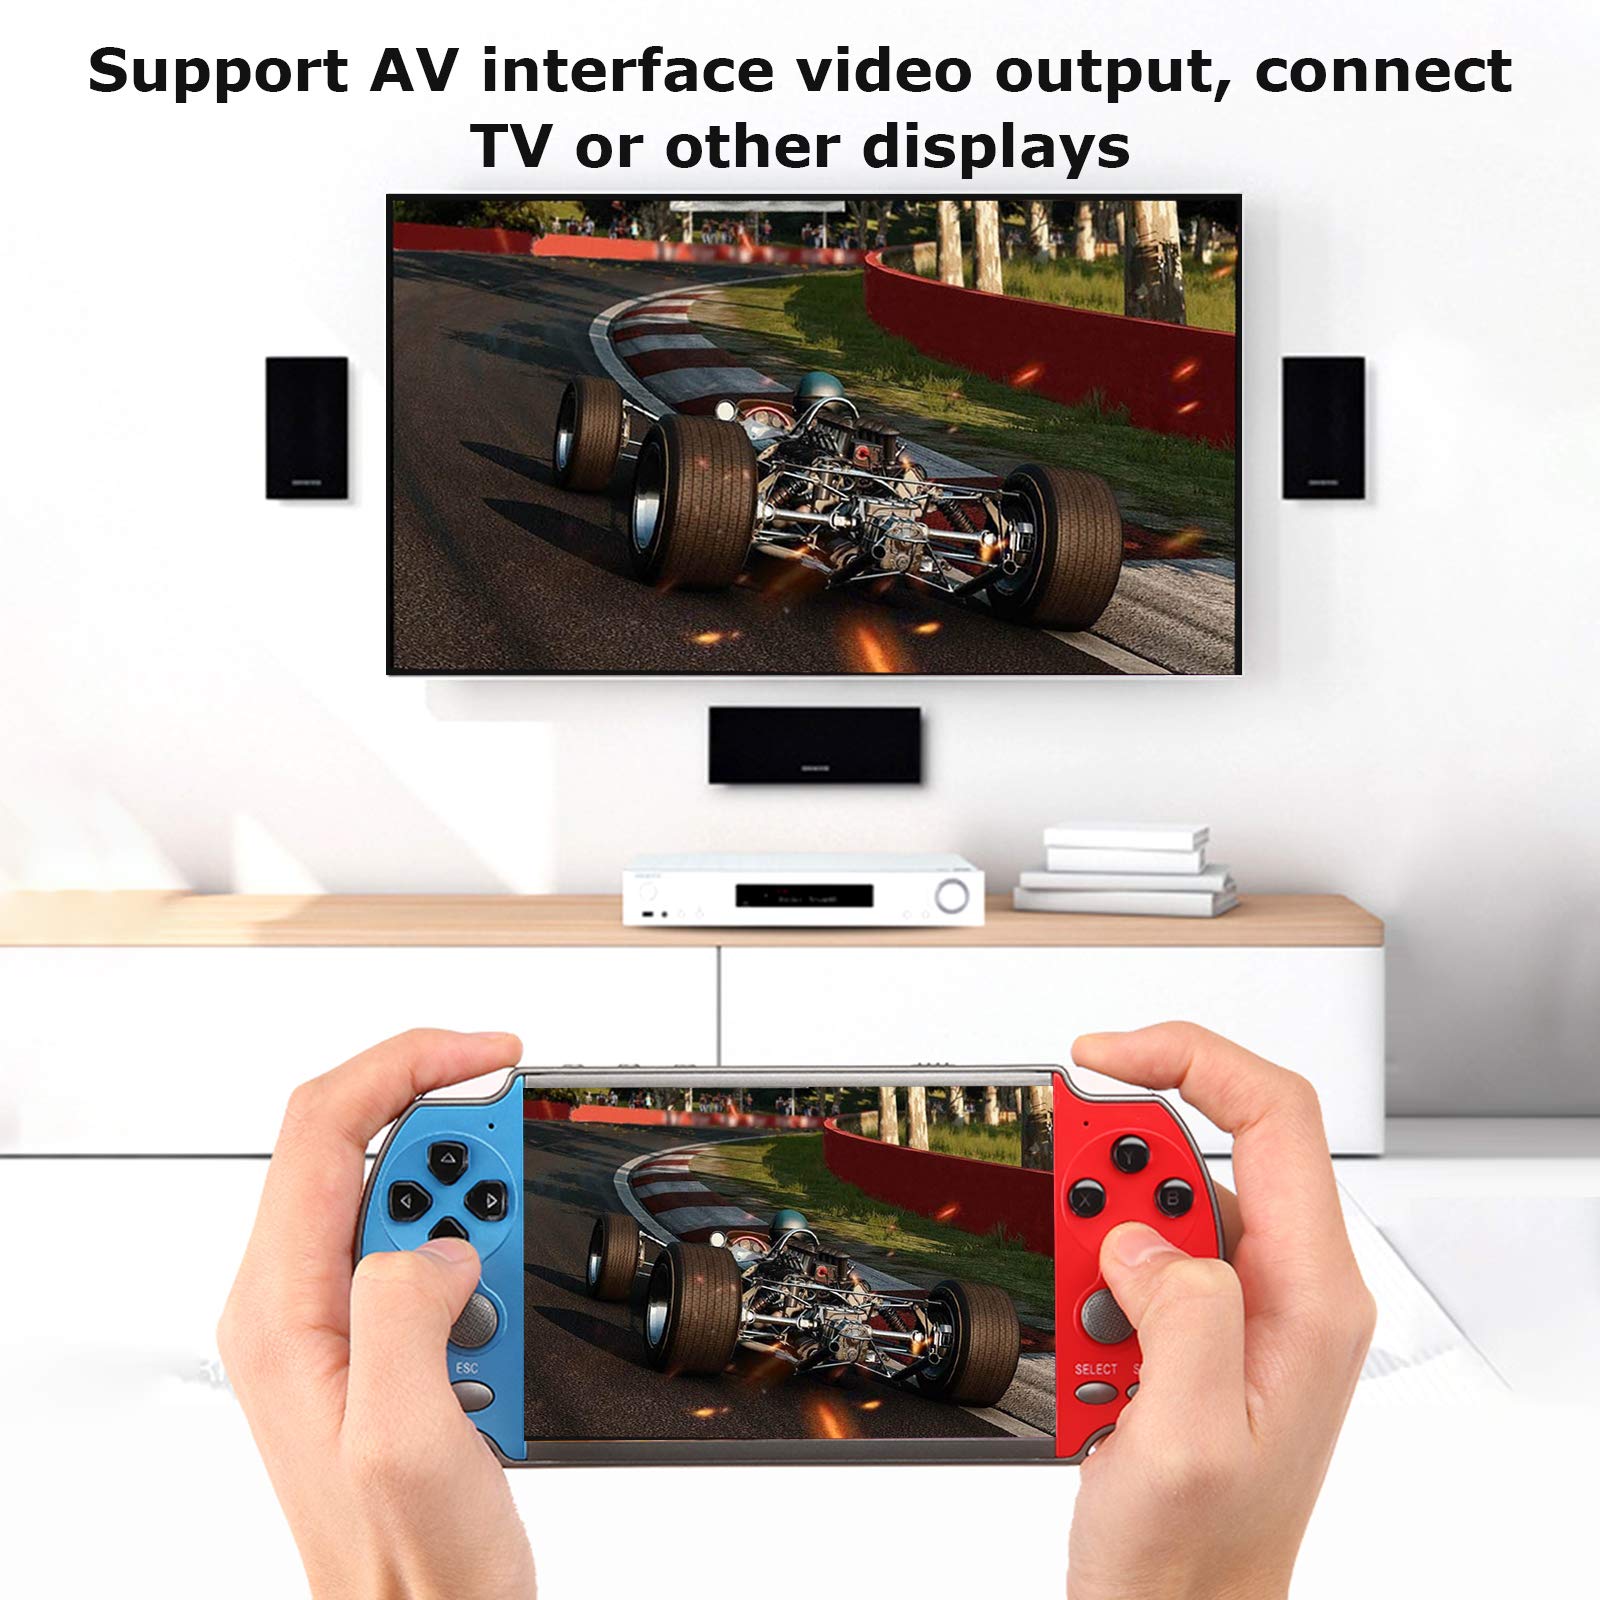 Support AV interface video output, connect
TV or other displays
Y
X
B
ESC
SELECT